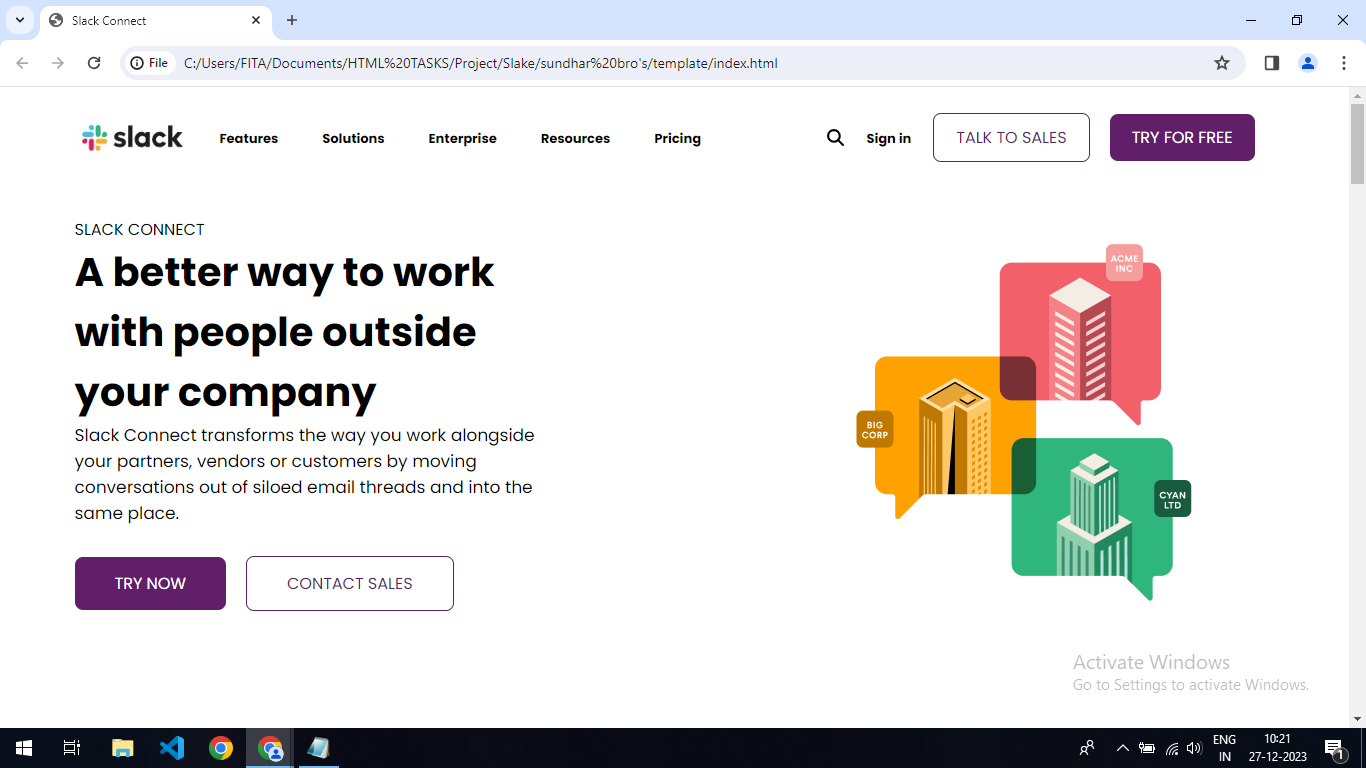 Slack Connect
File
C:/Users/FITA/Documents/HTML%20TASKS/Project/Slake/sundhar%20bro's/template/index.html
slack Features Solutions Enterprise Resources Pricing Sign in TALK TO SALES TRY FOR FREE
SLACK CONNECT
A better way to work
with people outside
your company
Slack Connect transforms the way you work alongside
your partners, vendors or customers by moving
conversations out of siloed email threads and into the
same place.
TRY NOW CONTACT SALES
ACME
INC
BIG
CORP
CYAN
LTD
Activate Windows
Go to Settings to activate Windows.
ENG
IN
10:21
27-12-2023
1